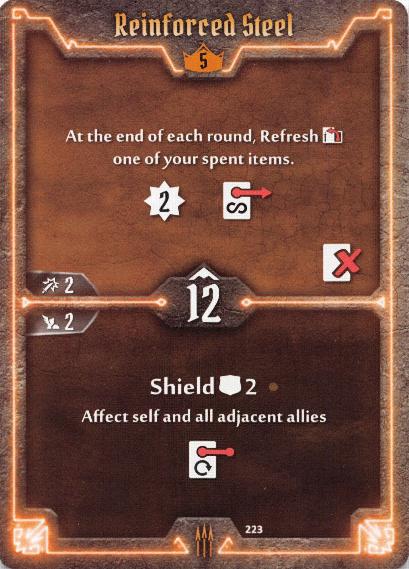 Reinforced Steel
5
At the end of each round, Refresh
one of your spent items.
2
2
12
2
Shield 2
Affect self and all adjacent allies
223